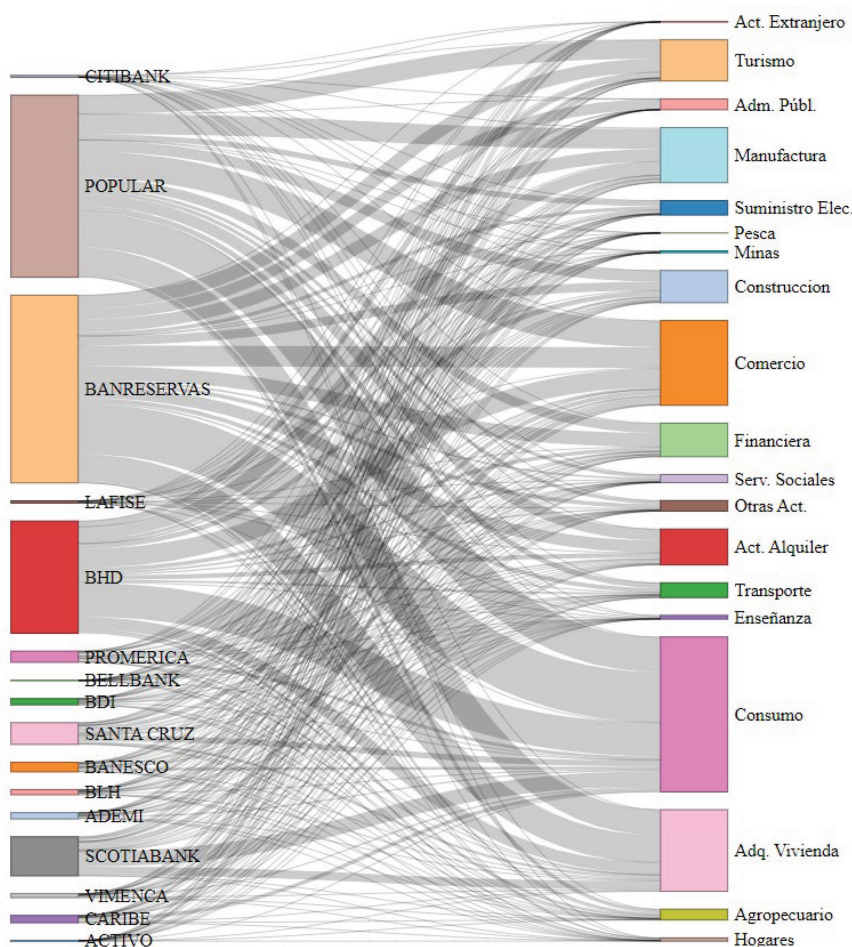 CITIBANK
POPULAR
BANRESERVAS
LAFISE
BHD
PROMERICA
BELLBANK
BDI
SANTA CRUZ
BANESCO
BLH
ADEMI
SCOTIABANK
VIMENCA
CARIBE
ACTIVO
Act. Extranjero
Turismo
Adm. Públ.
Manufactura
Suministro Elec.
Pesca
Minas
Construccion
Comercio
Financiera
Serv. Sociales
Otras Act.
Act. Alquiler
Transporte
Enseñanza
Consumo
Adq. Vivienda
Agropecuario
Hogares